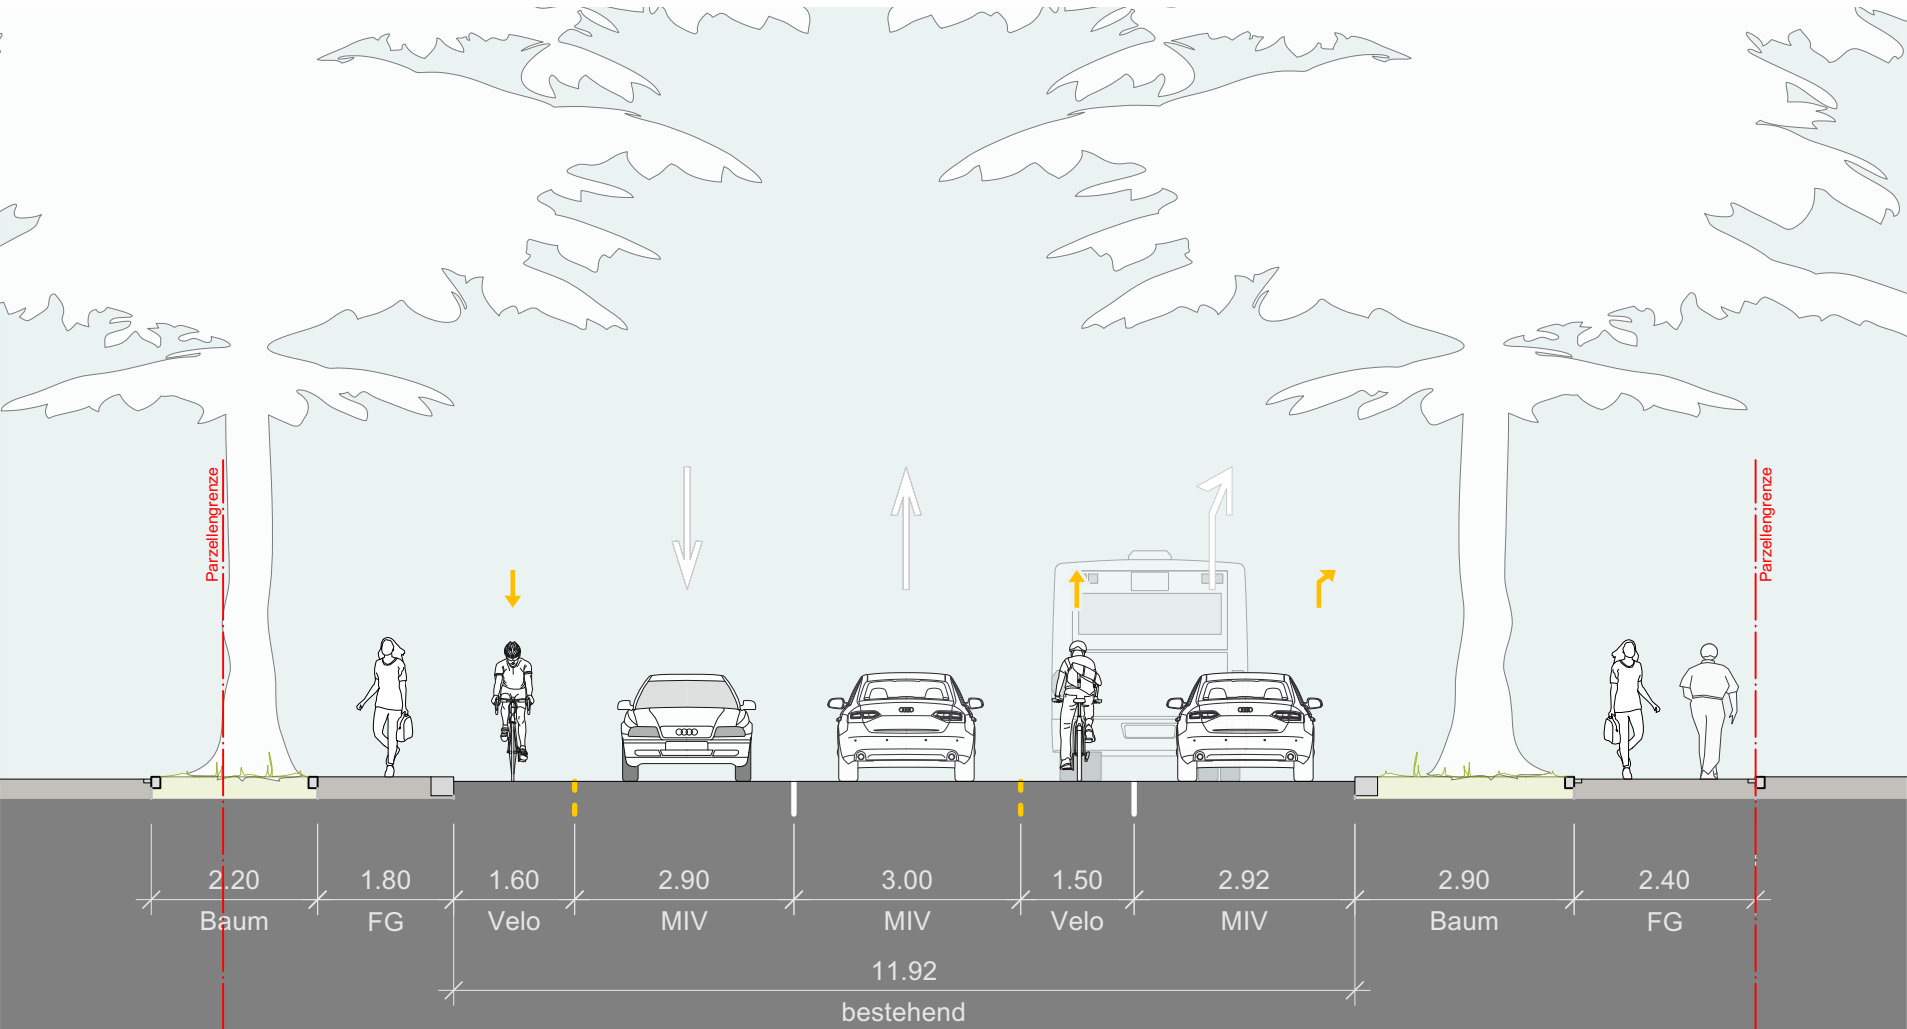 Parzellengrenze
Parzellengrenze
2.20 1.80 1.60 2.90 3.00 1.50 2.92 2.90 2.40
Baum FG Velo MIV MIV Velo MIV Baum FG
11.92
bestehend